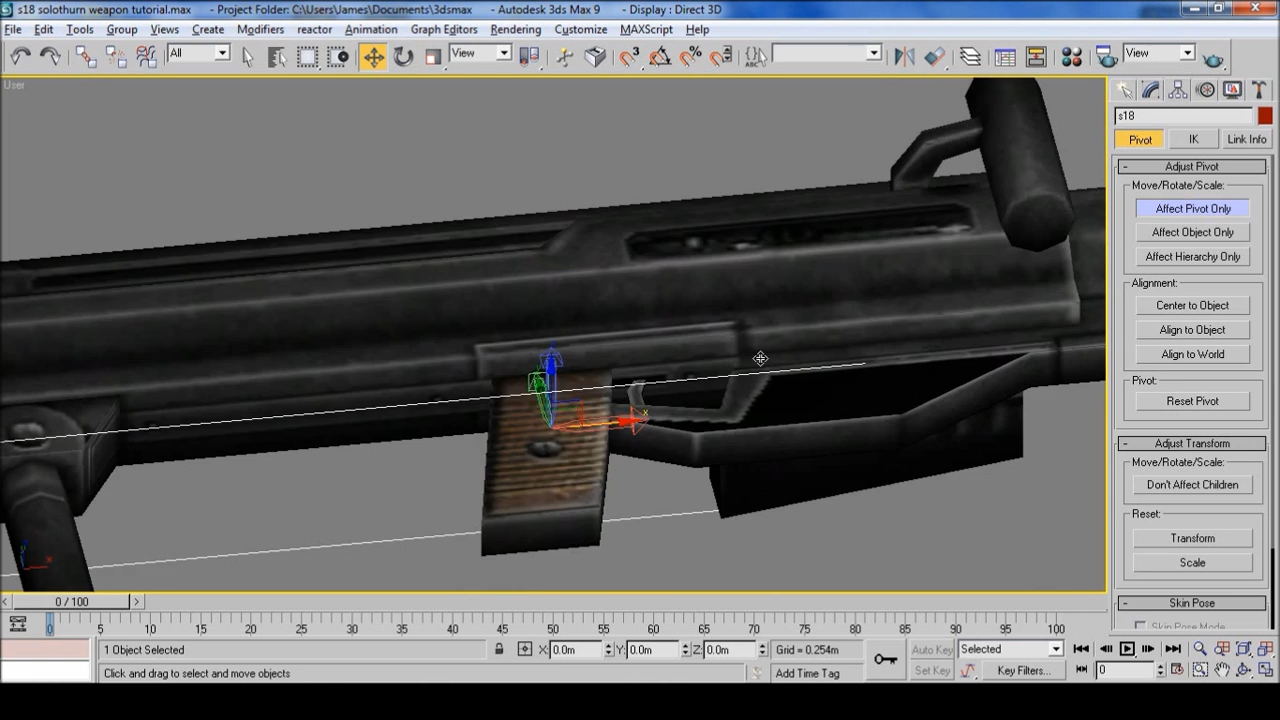 s18 solothurn weapon tutorial.max - Project Folder: C:\Users\James\Documents\3dsmax - Autodesk 3ds Max 9 - Display : Direct 3D
File Edit Tools Group Views Create Modifiers reactor Animation Graph Editors Rendering Customize MAXScript Help
All View View
User
s18
Pivot IK Link Info
- Adjust Pivot
Move/Rotate/Scale:
Affect Pivot Only
Affect Object Only
Affect Hierarchy Only
Alignment:
Center to Object
Align to Object
Align to World
Pivot:
Reset Pivot
- Adjust Transform
Move/Rotate/Scale:
Don't Affect Children
Reset:
Transform
Scale
- Skin Pose
Skin Pose Mode
x
y
x
< 0 / 100 >
0 5 10 15 20 25 30 35 40 45 50 55 60 65 70 75 80 85 90 95 100
1 Object Selected X: 0.0m Y: 0.0m Z: 0.0m Grid = 0.254m Auto Key Selected
Click and drag to select and move objects Add Time Tag Set Key Key Filters... 0